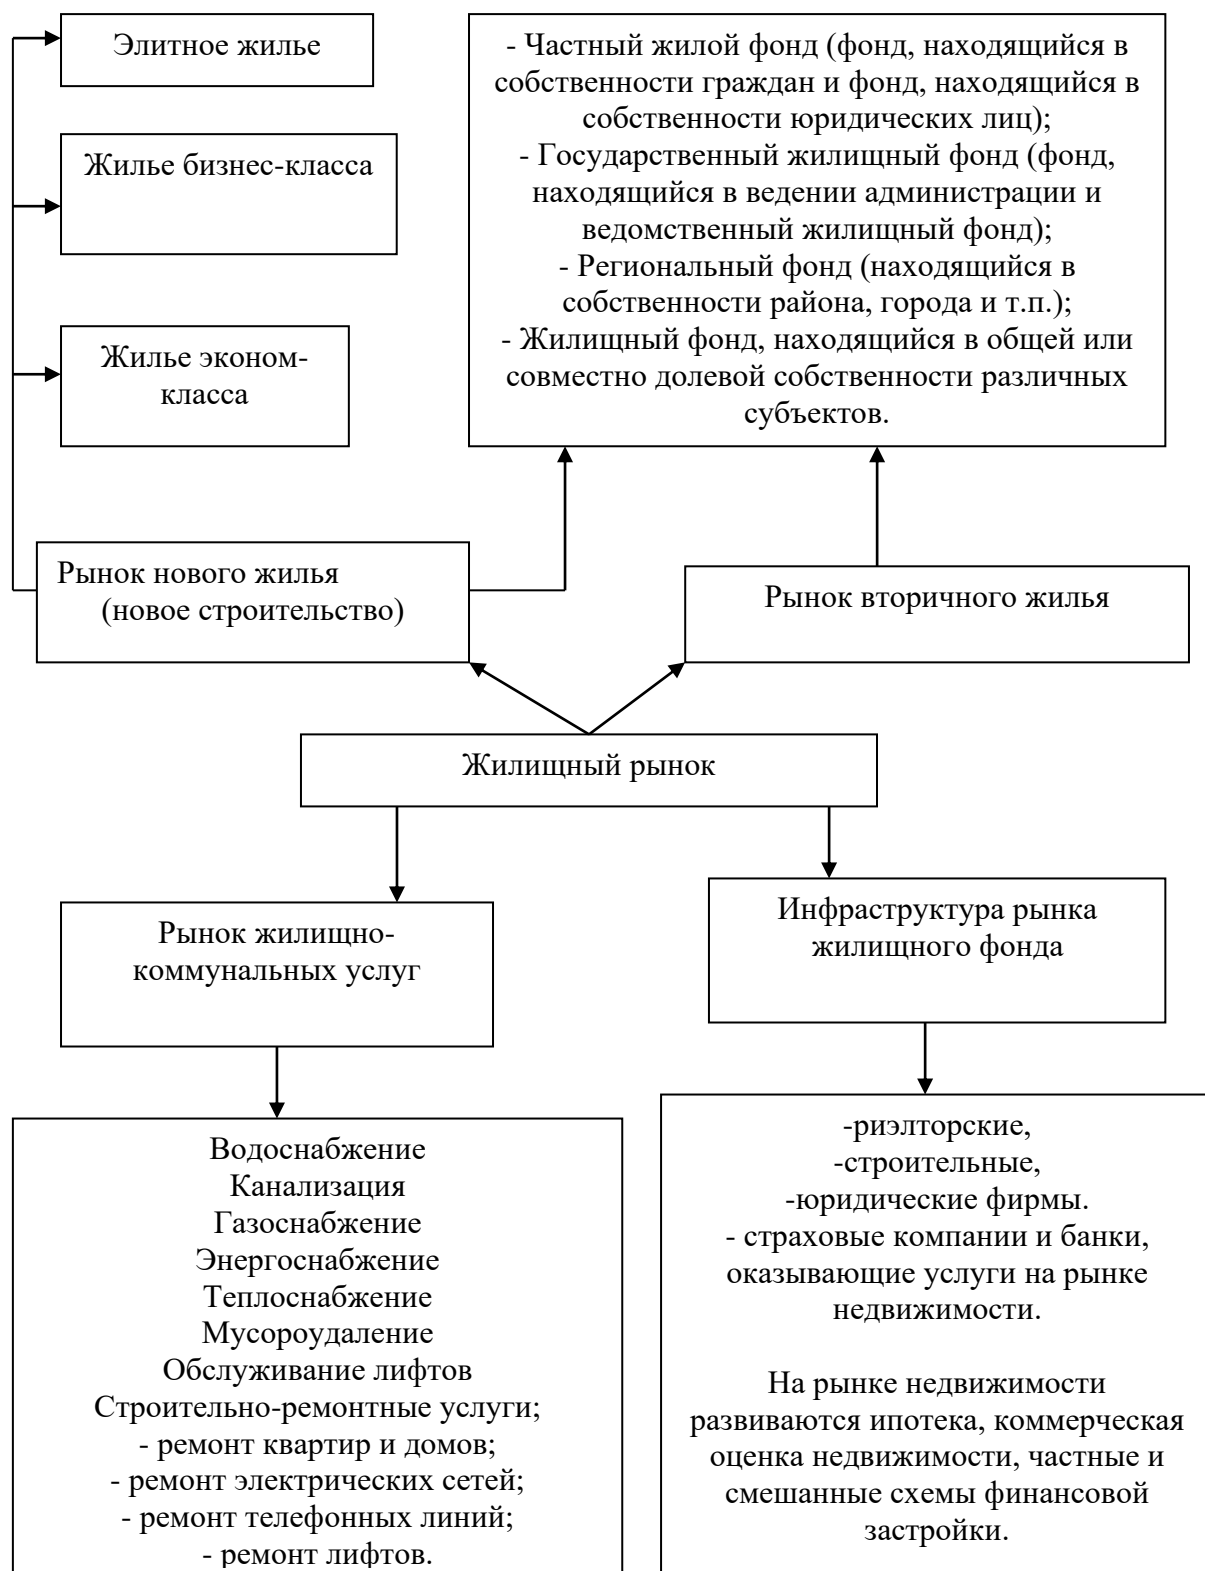 Элитное жилье
Жилье бизнес-класса
Жилье эконом-
класса
- Частный жилой фонд (фонд, находящийся в
собственности граждан и фонд, находящийся в
собственности юридических лиц);
- Государственный жилищный фонд (фонд,
находящийся в ведении администрации и
ведомственный жилищный фонд);
- Региональный фонд (находящийся в
собственности района, города и т.п.);
- Жилищный фонд, находящийся в общей или
совместно долевой собственности различных
субъектов.
Рынок нового жилья
(новое строительство)
Рынок вторичного жилья
Жилищный рынок
Рынок жилищно-
коммунальных услуг
Инфраструктура рынка
жилищного фонда
Водоснабжение
Канализация
Газоснабжение
Энергоснабжение
Теплоснабжение
Мусороудаление
Обслуживание лифтов
Строительно-ремонтные услуги;
- ремонт квартир и домов;
- ремонт электрических сетей;
- ремонт телефонных линий;
- ремонт лифтов.
-риэлторские,
-строительные,
-юридические фирмы.
- страховые компании и банки,
оказывающие услуги на рынке
недвижимости.
На рынке недвижимости
развиваются ипотека, коммерческая
оценка недвижимости, частные и
смешанные схемы финансовой
застройки.